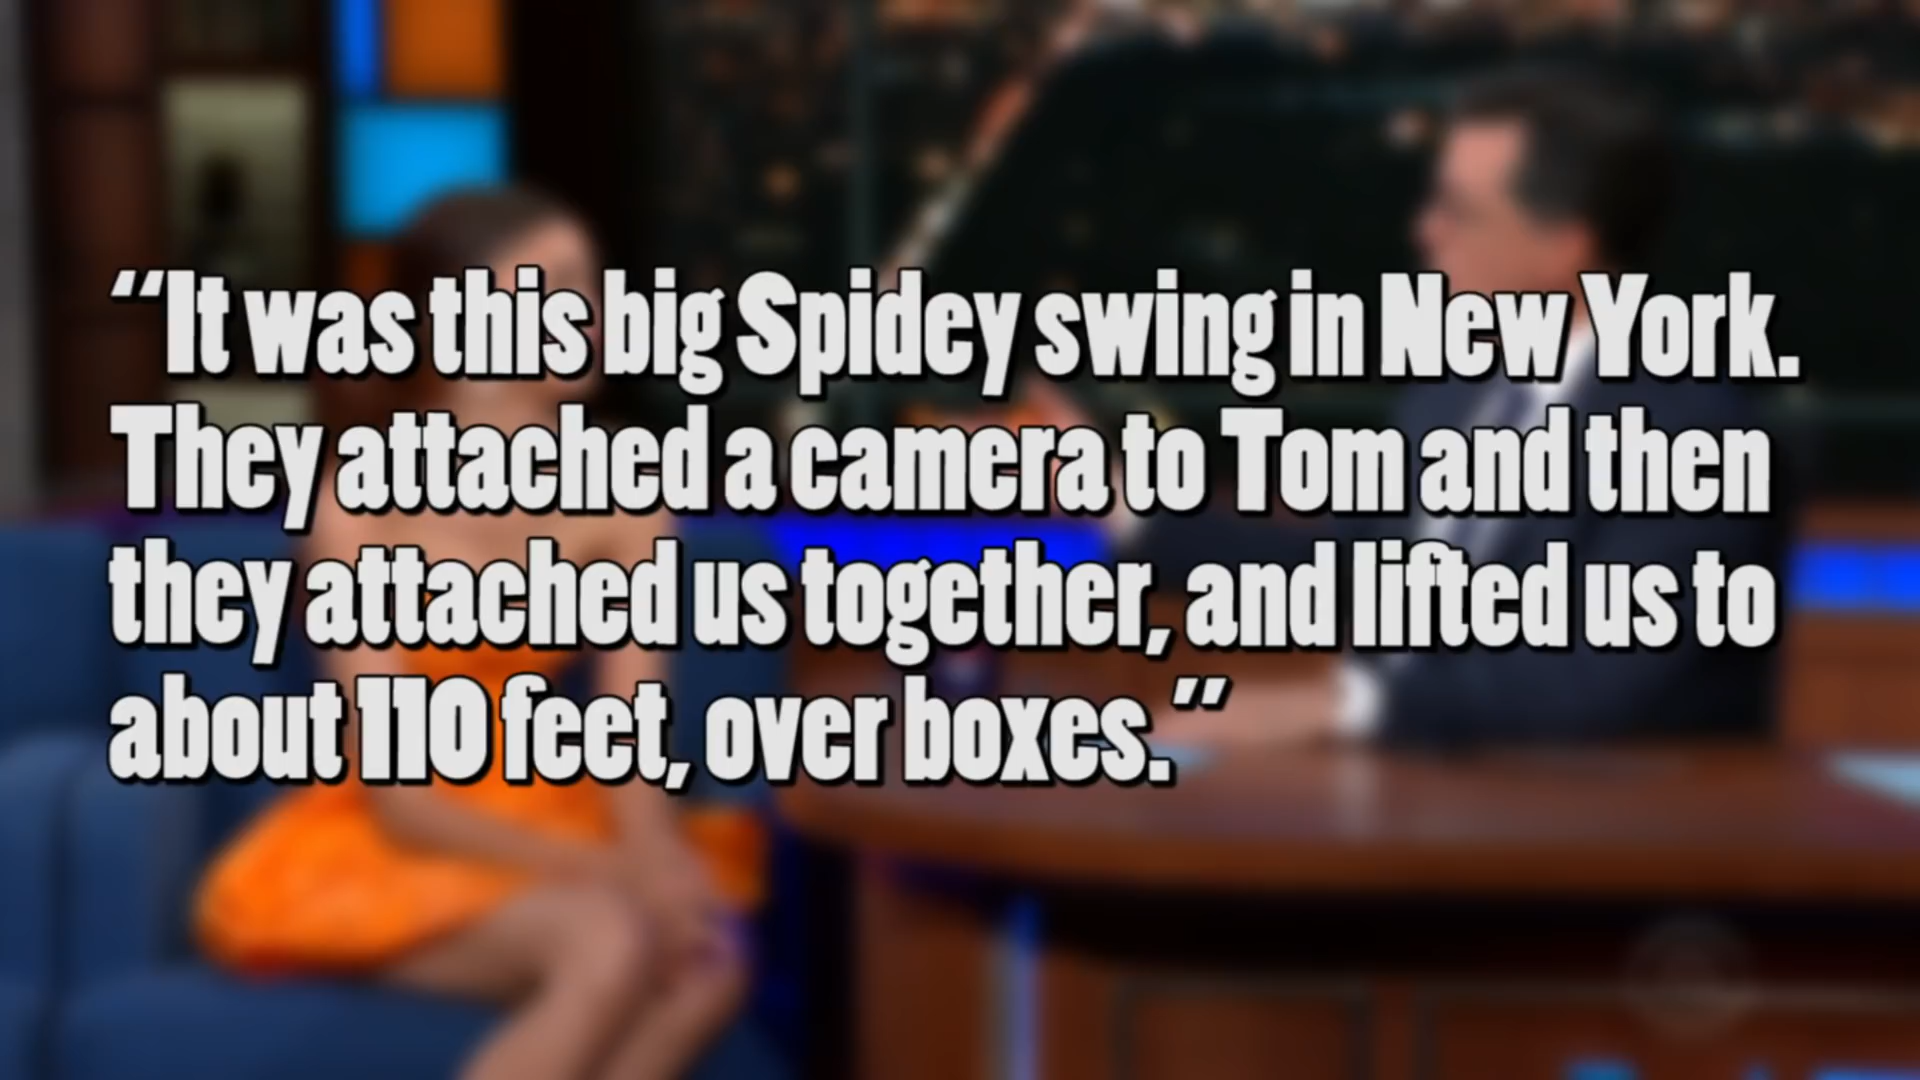 “It was this big Spidey swing in New York.
They attached a camera to Tom and then
they attached us together, and lifted us to
about 110 feet, over boxes.”